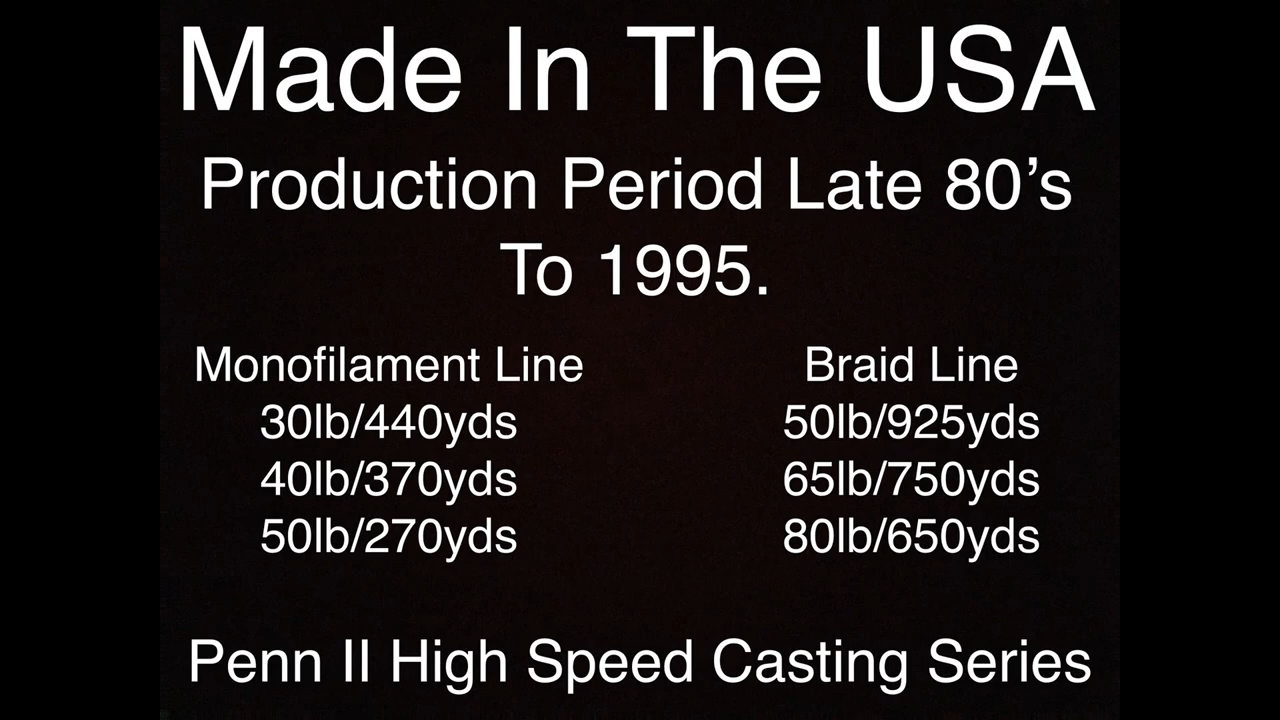 Made In The USA
Production Period Late 80’s
To 1995.
Monofilament Line
30lb/440yds
40lb/370yds
50lb/270yds
Braid Line
50lb/925yds
65lb/750yds
80lb/650yds
Penn II High Speed Casting Series